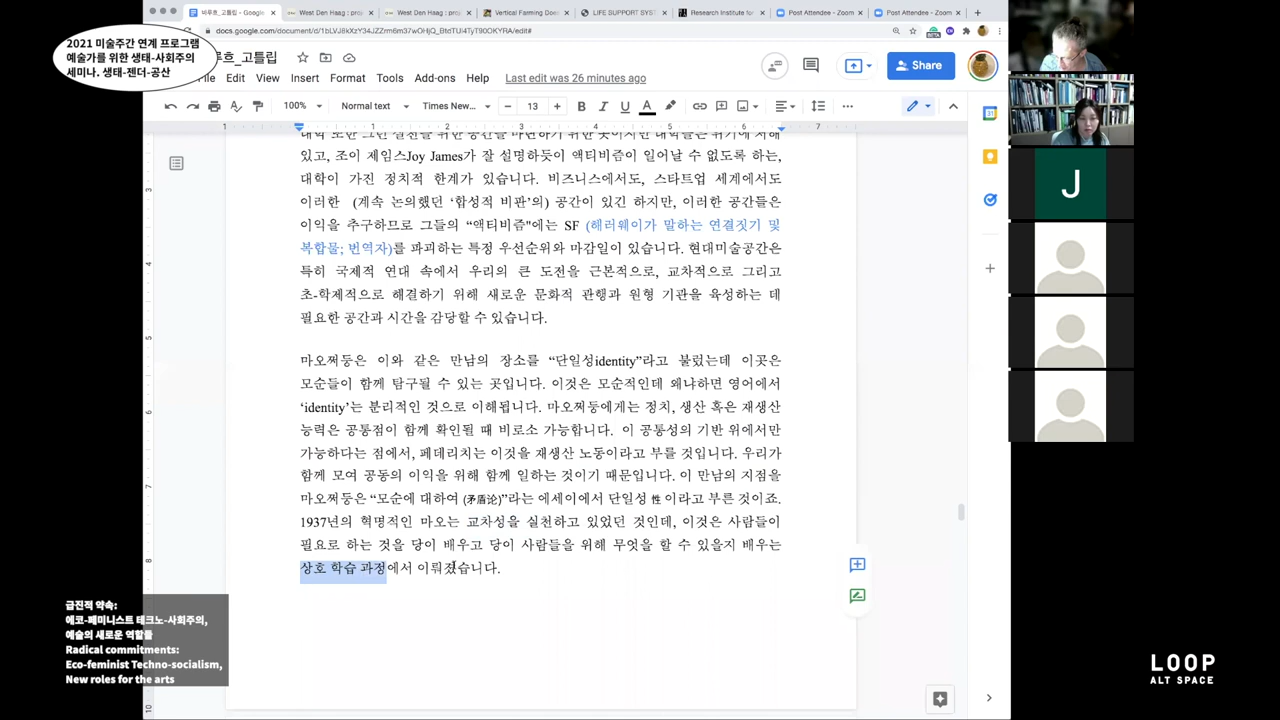 2021 미술주간 연계 프로그램
예술가를 위한 생태-사회주의
세미나. 생태-젠더-공산
West Den Haag : proj
West Den Haag : proj
Vertical Farming Doe
LIFE SUPPORT SYST
Research Institute for
Post Attendee - Zoom
Post Attendee - Zoom
Edit View Insert Format Tools Add-ons Help Last edit was 26 minutes ago
Share
100% Normal text Times New... 13
있고, 조이 제임스Joy James가 잘 설명하듯이 액티비즘이 일어날 수 없도록 하는,
대학이 가진 정치적 한계가 있습니다. 비즈니스에서도, 스타트업 세계에서도
이러한 (계속 논의했던 ‘합성적 비판’의) 공간이 있긴 하지만, 이러한 공간들은
이익을 추구하므로 그들의 “액티비즘"에는 SF (해러웨이가 말하는 연결짓기 및
복합물; 번역자)를 파괴하는 특정 우선순위와 마감일이 있습니다. 현대미술공간은
특히 국제적 연대 속에서 우리의 큰 도전을 근본적으로, 교차적으로 그리고
초-학제적으로 해결하기 위해 새로운 문화적 관행과 원형 기관을 육성하는 데
필요한 공간과 시간을 감당할 수 있습니다.
마오쩌둥은 이와 같은 만남의 장소를 “단일성identity”라고 불렀는데 이곳은
모순들이 함께 탐구될 수 있는 곳입니다. 이것은 모순적인데 왜냐하면 영어에서
‘identity’는 분리적인 것으로 이해됩니다. 마오쩌둥에게는 정치, 생산 혹은 재생산
능력은 공통점이 함께 확인될 때 비로소 가능합니다. 이 공통성의 기반 위에서만
가능하다는 점에서, 페데리치는 이것을 재생산 노동이라고 부를 것입니다. 우리가
함께 모여 공동의 이익을 위해 함께 일하는 것이기 때문입니다. 이 만남의 지점을
마오쩌둥은 “모순에 대하여 (矛盾论)”라는 에세이에서 단일성 性 이라고 부른 것이죠.
1937년의 혁명적인 마오는 교차성을 실천하고 있었던 것인데, 이것은 사람들이
필요로 하는 것을 당이 배우고 당이 사람들을 위해 무엇을 할 수 있을지 배우는
상호 학습 과정에서 이뤄졌습니다.
J
급진적 약속:
에코-페미니스트 테크노-사회주의,
예술의 새로운 역할들
Radical commitments:
Eco-feminist Techno-socialism,
New roles for the arts
LOOP
ALT SPACE